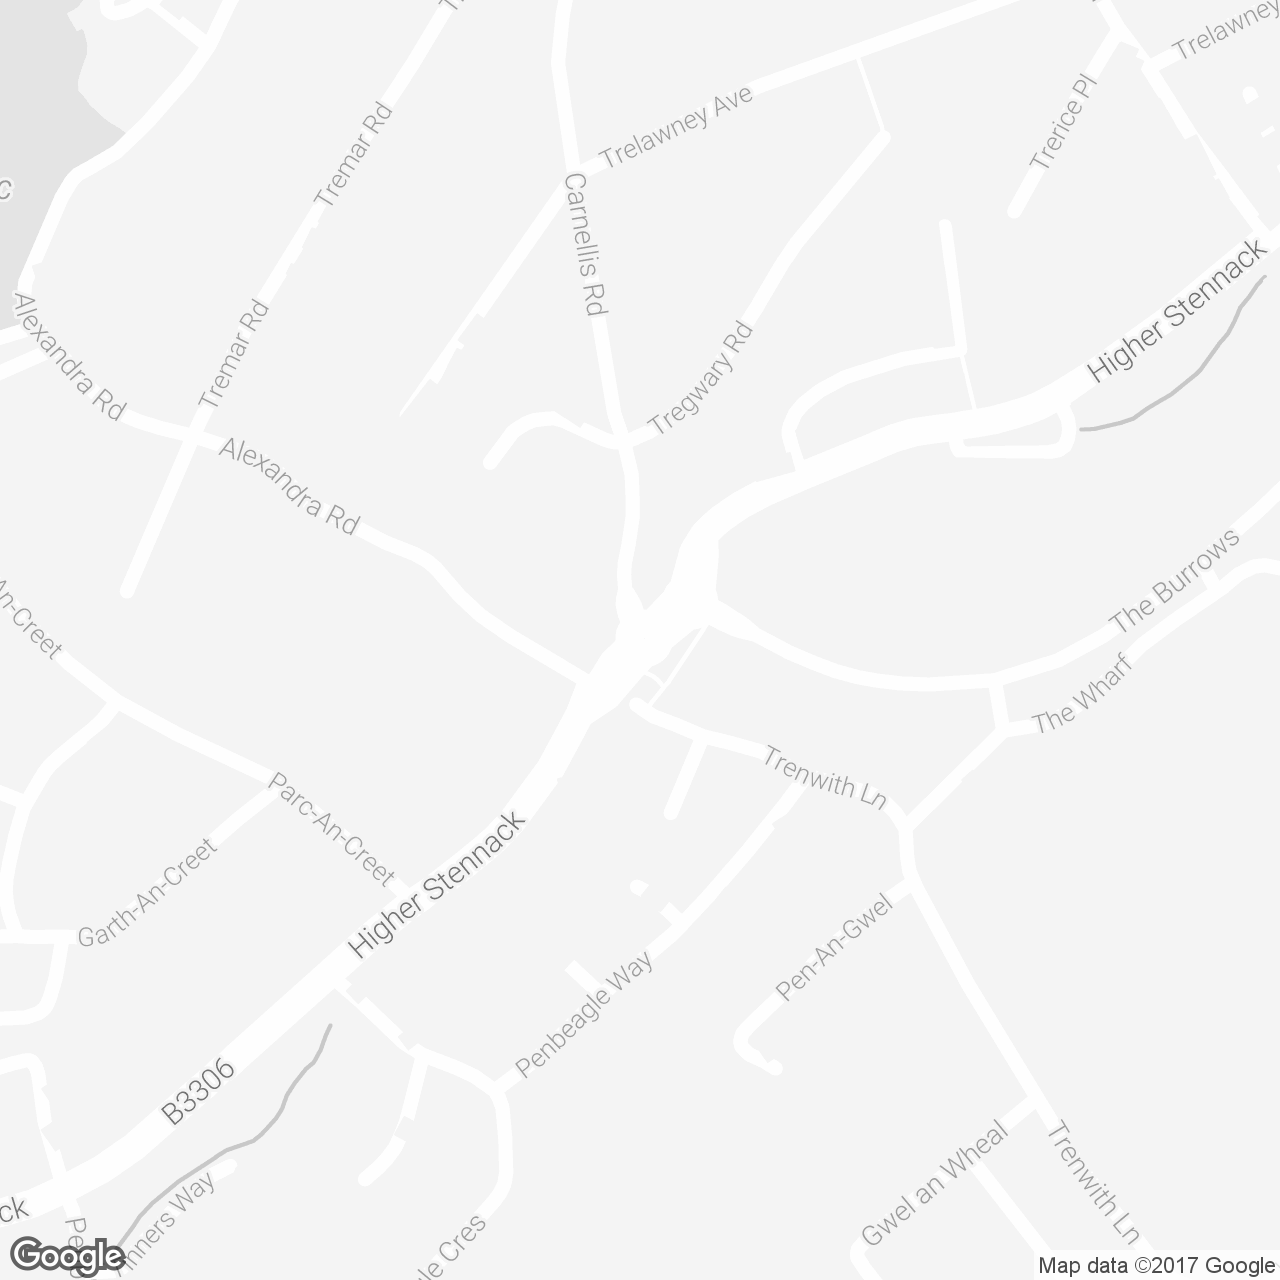 Trelawney
Trelawney Ave
Trerice Pl
Tremar Rd
Carnellis Rd
Higher Stennack
Alexandra Rd
Tremar Rd
Tregwary Rd
Alexandra Rd
The Burrows
An-Creet
The Wharf
Trenwith Ln
Parc-An-Creet
Higher Stennack
Garth-An-Creet
Pen-An-Gwel
Penbeagle Way
B3306
Gwel an Wheal
Trenwith Ln
Way
Cres
Google
Map data ©2017 Google